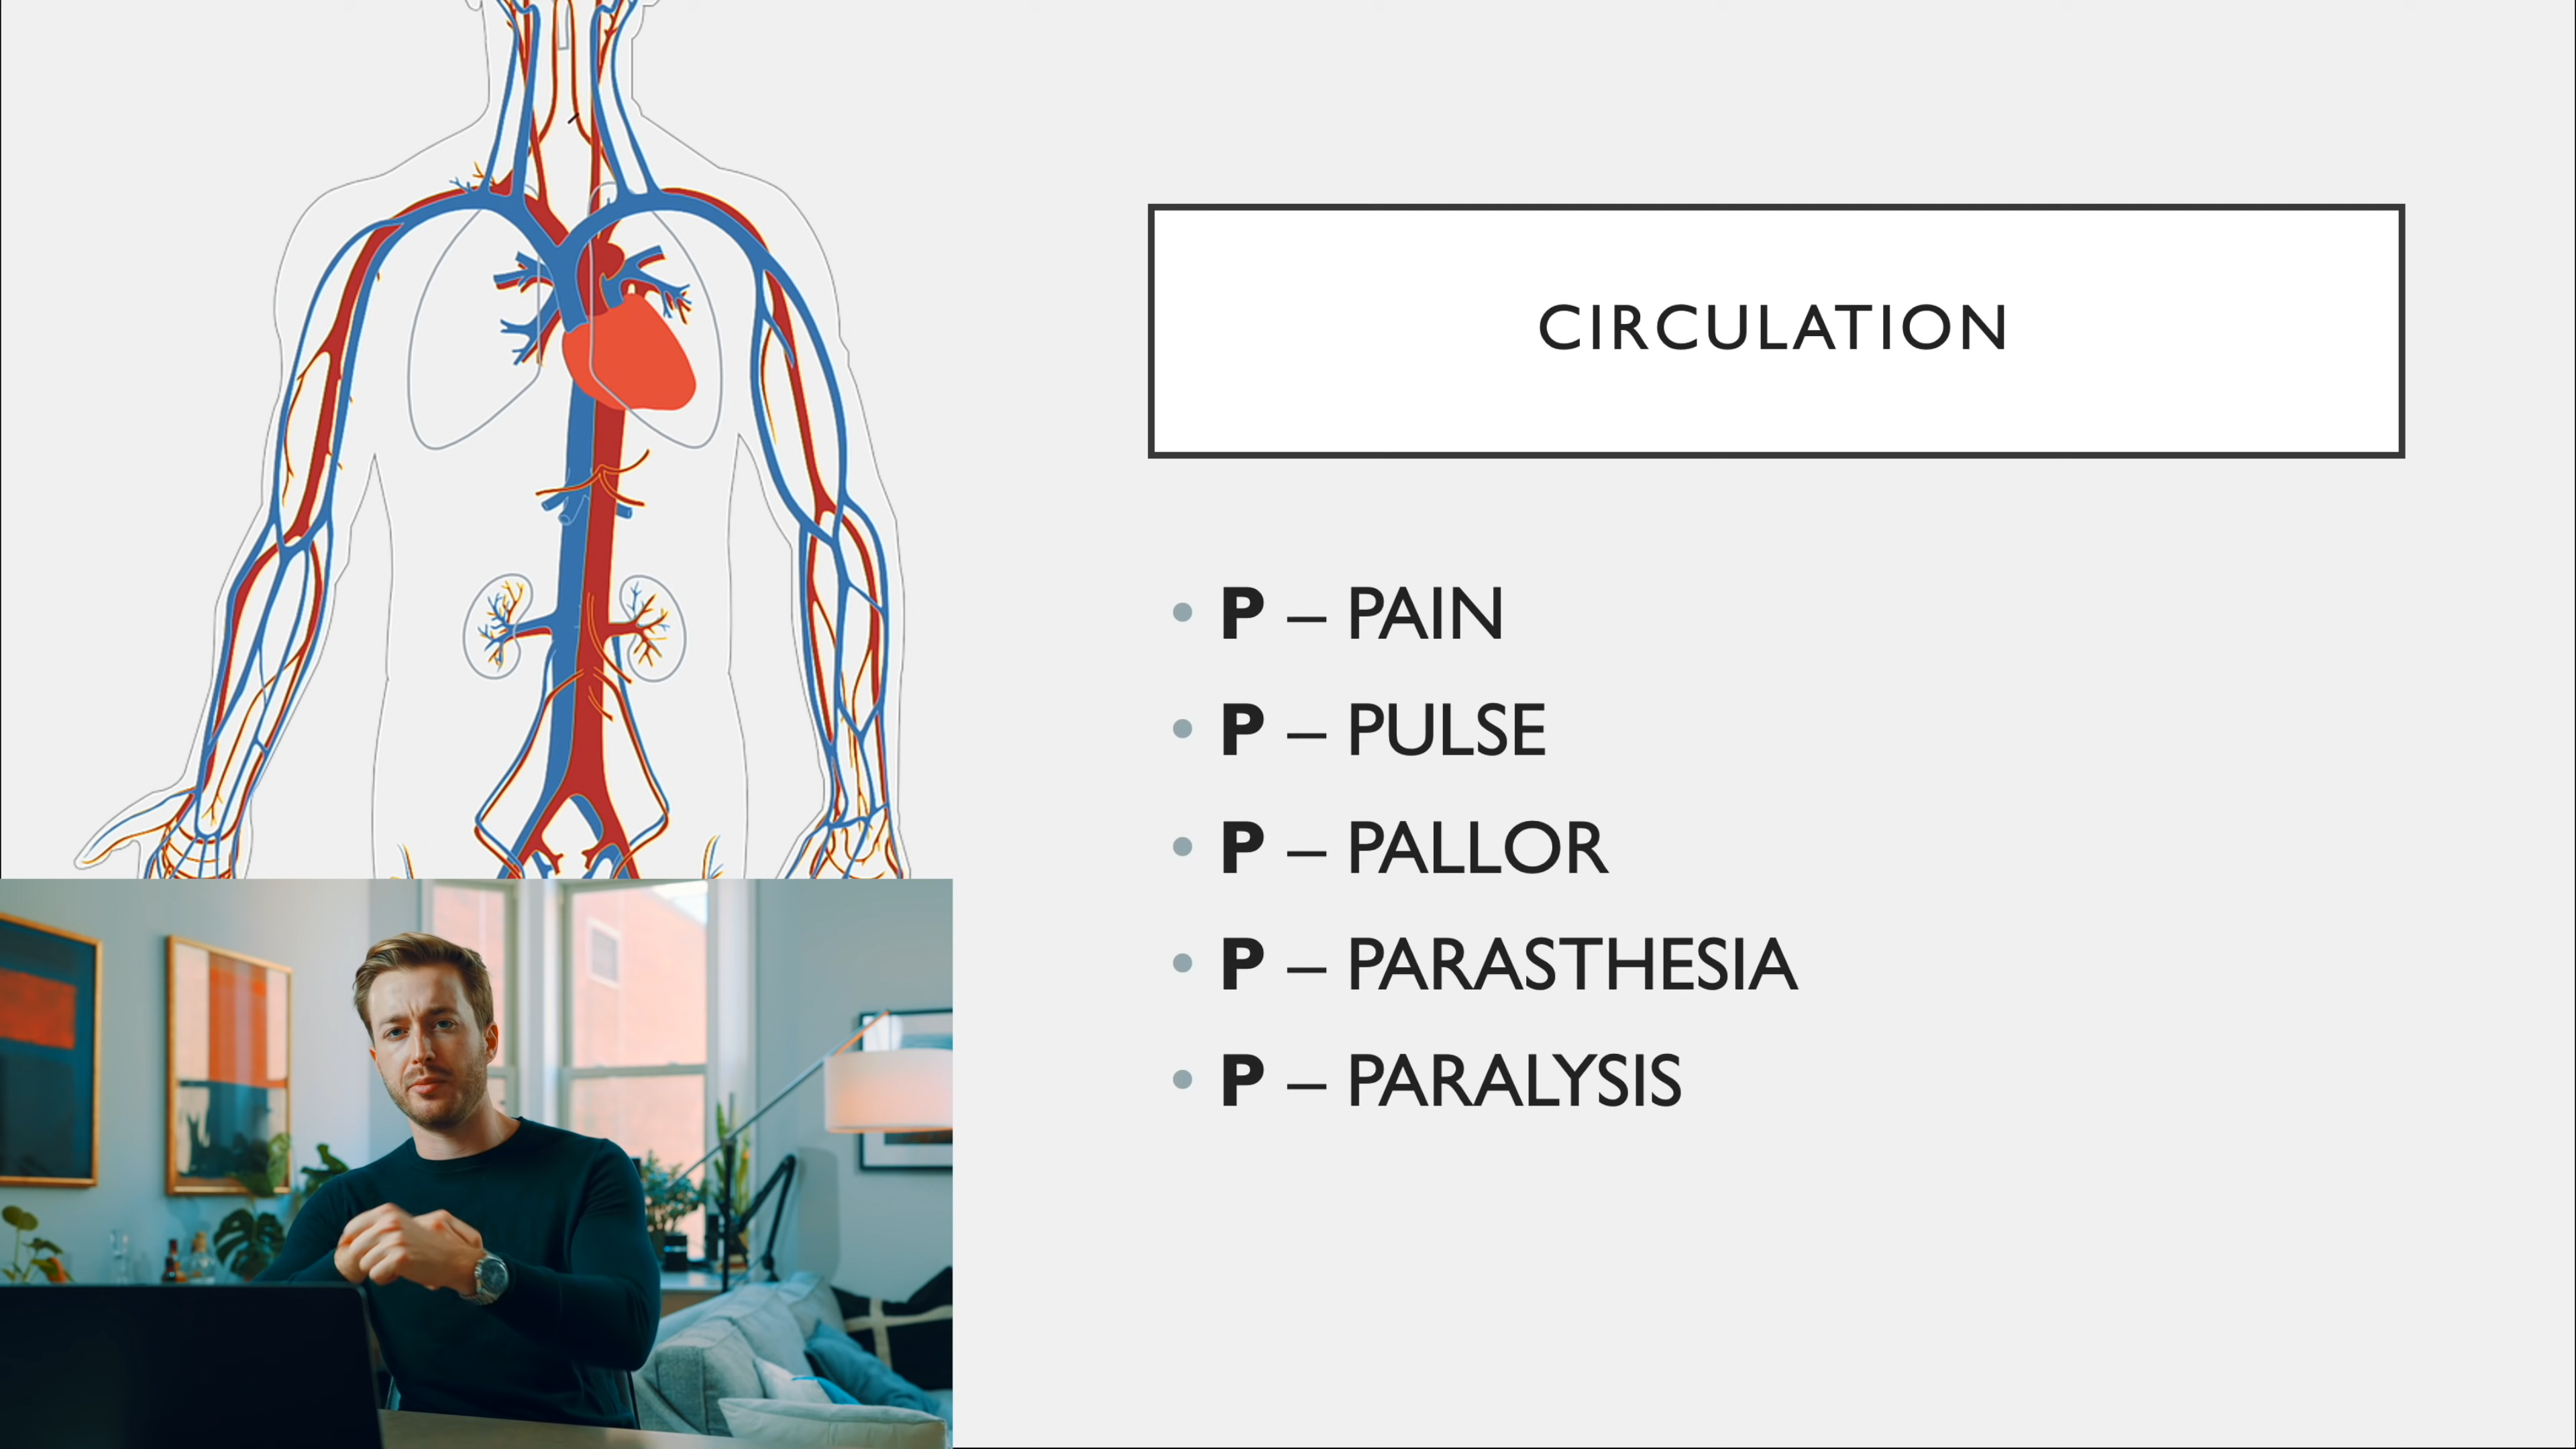 CIRCULATION
• P – PAIN
• P – PULSE
• P – PALLOR
• P – PARASTHESIA
• P – PARALYSIS